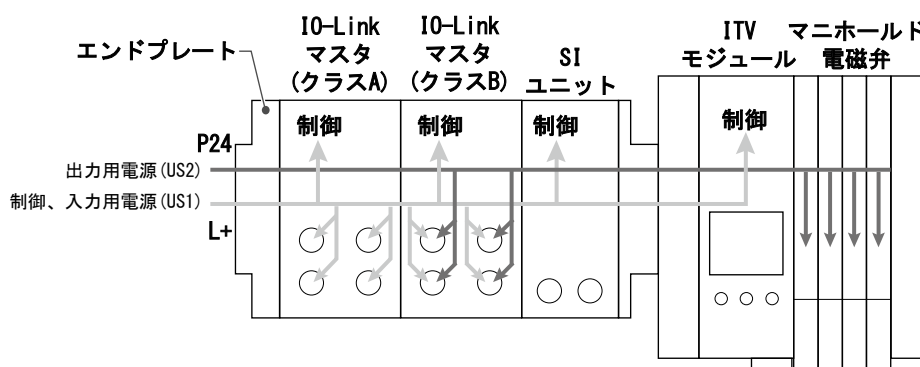 IO-Link
マスタ
(クラスA)
IO-Link
マスタ
(クラスB)
SI
ユニット
ITV
モジュール
マニホールド
電磁弁
エンドプレート
制御
制御
制御
制御
P24
出力用電源(US2)
制御、入力用電源(US1)
L+